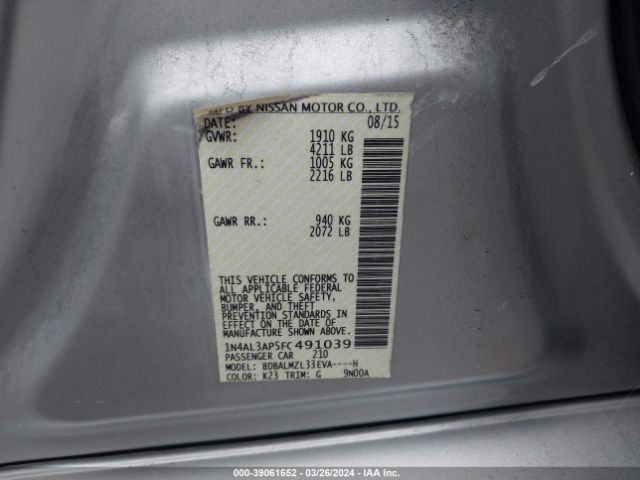 MFD BY NISSAN MOTOR CO., LTD.
DATE: 08/15
GVWR: 1910 KG
4211 LB
GAWR FR.: 1005 KG
2216 LB
GAWR RR.: 940 KG
2072 LB
THIS VEHICLE CONFORMS TO
ALL APPLICABLE FEDERAL
MOTOR VEHICLE SAFETY,
BUMPER, AND THEFT
PREVENTION STANDARDS IN
EFFECT ON THE DATE OF
MANUFACTURE SHOWN ABOVE.
1N4AL3AP5FC491039
PASSENGER CAR 210
MODEL: BDBALMZL33EVA----H
COLOR: K23 TRIM: G 9N00A
000-39061652 / 03/26/2024 / IAA Inc.